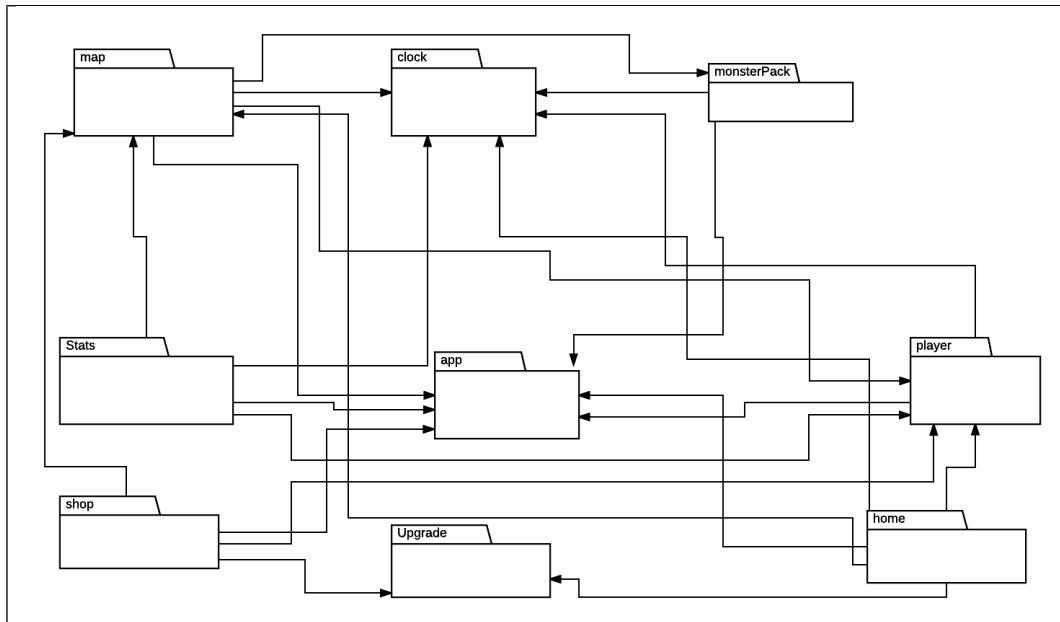 map
clock
monsterPack
Stats
app
player
shop
Upgrade
home